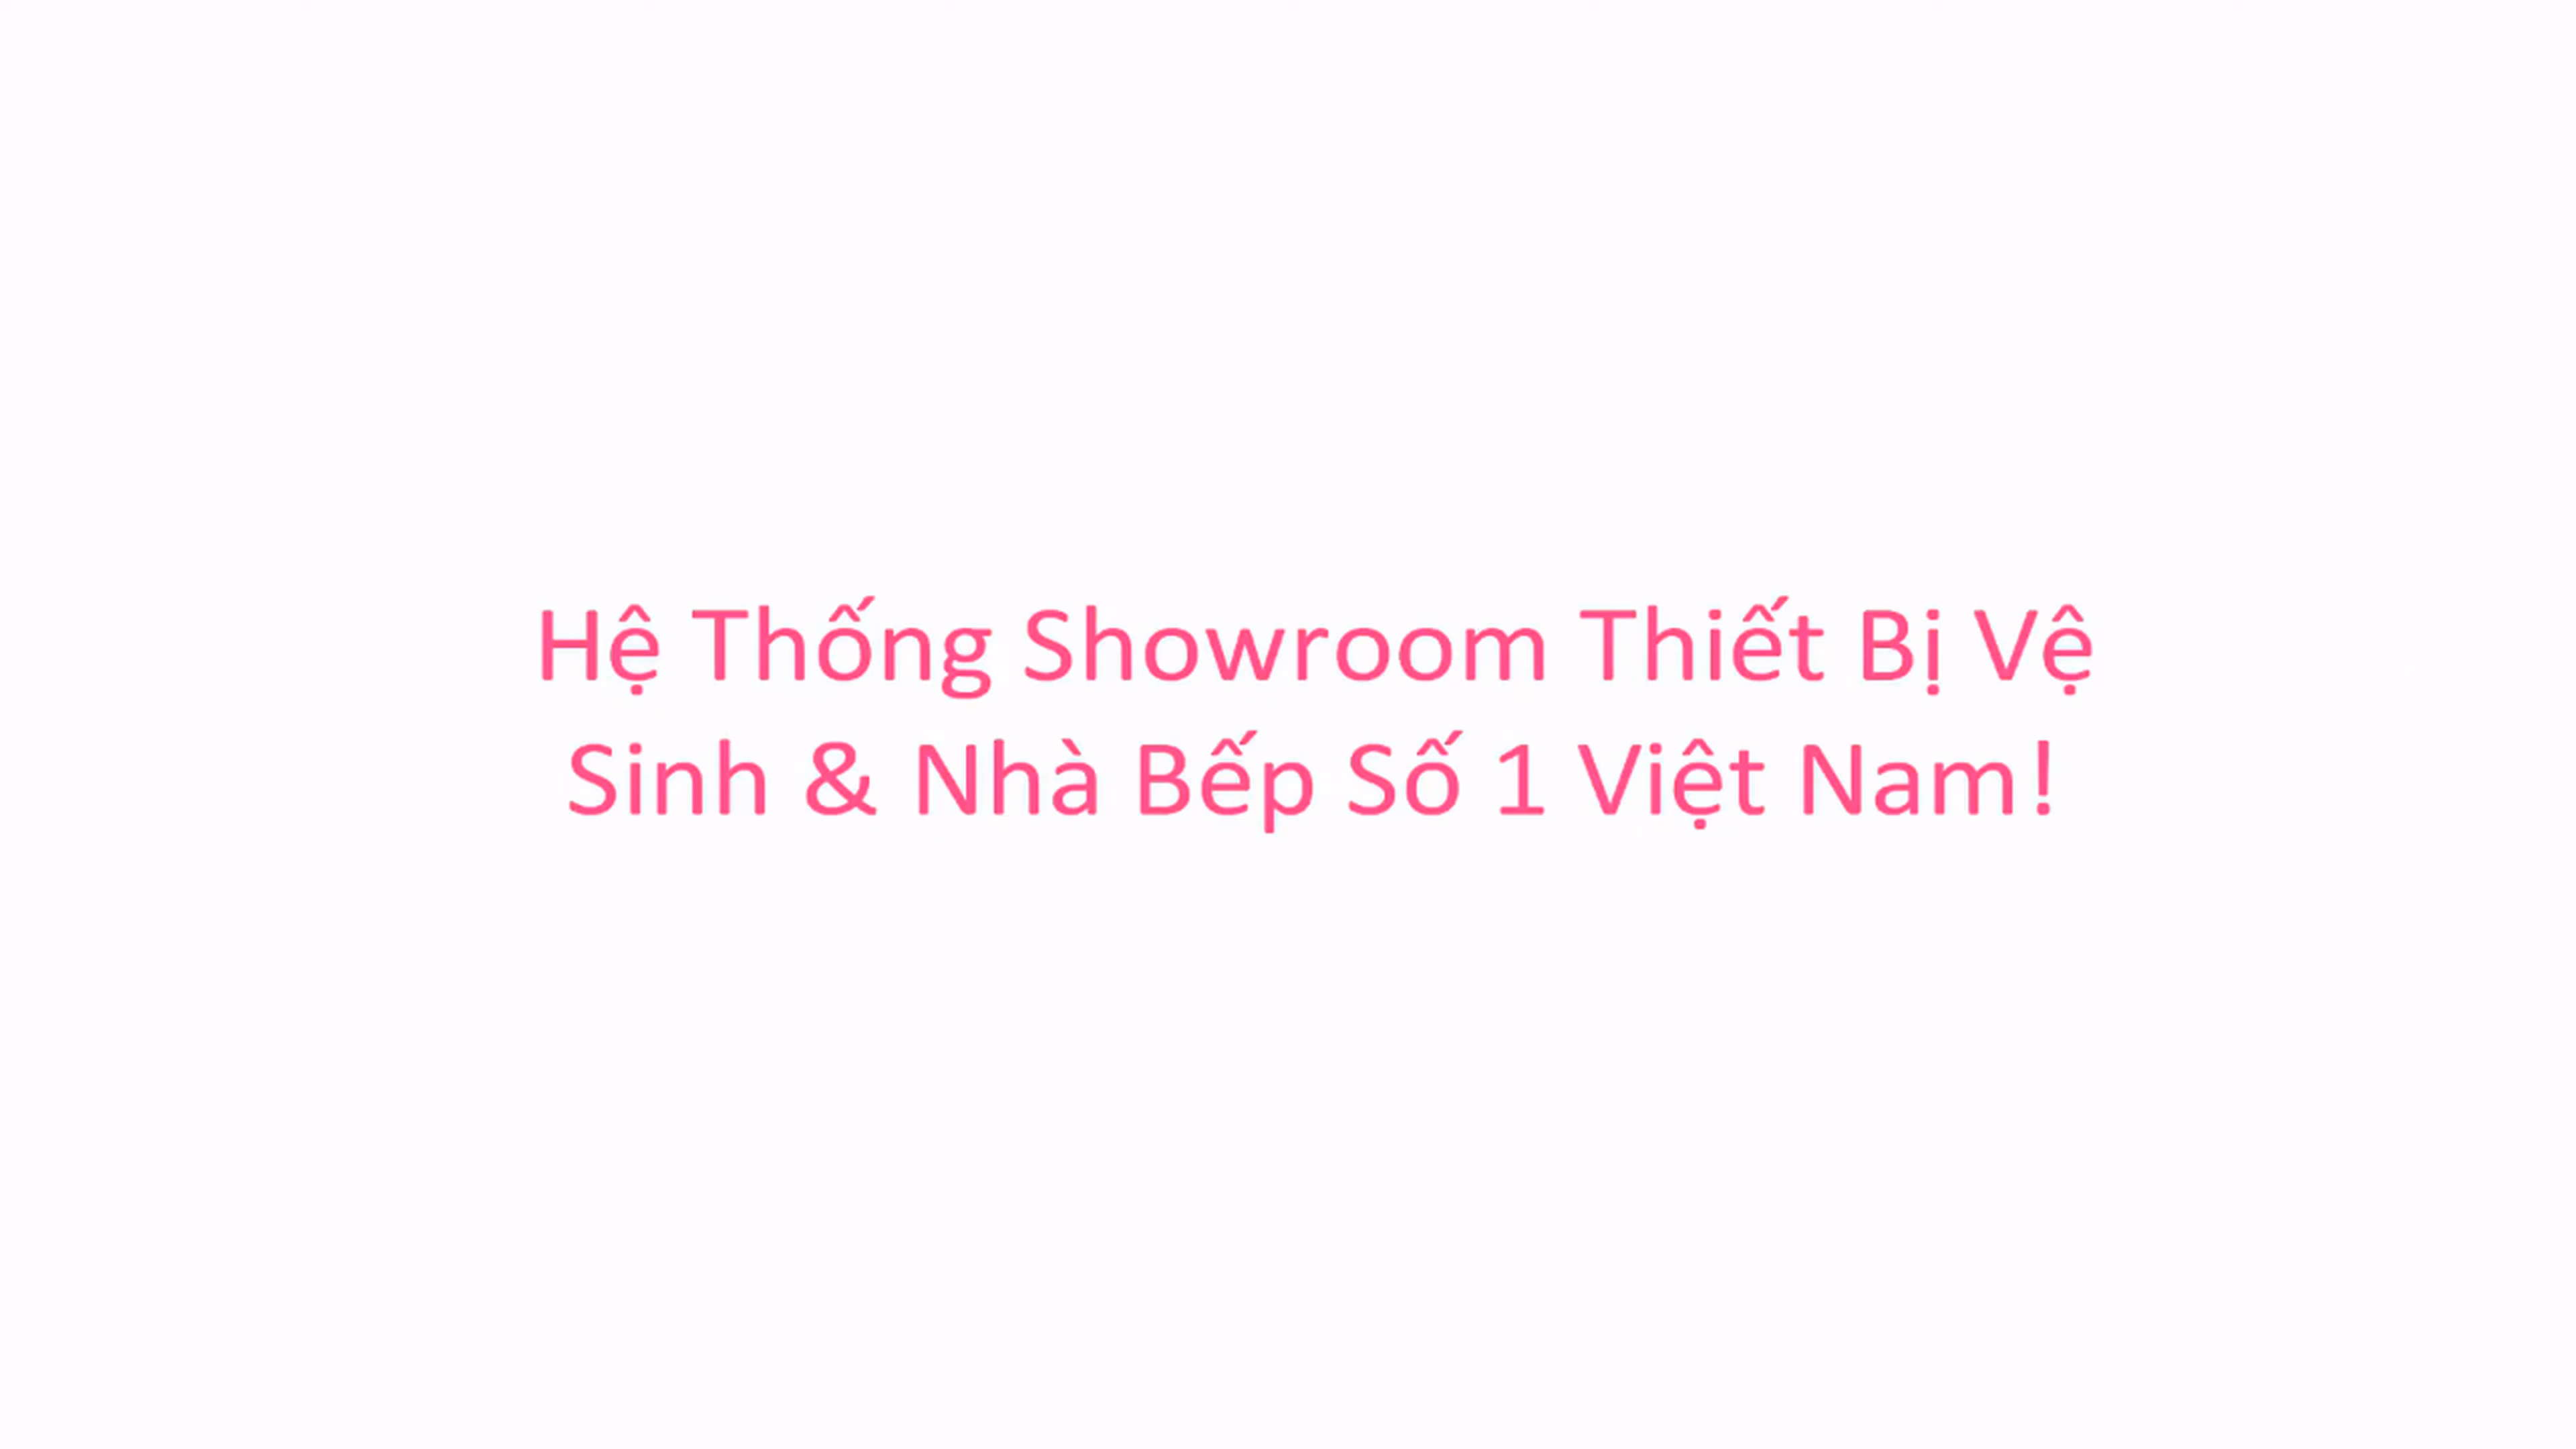 Hệ Thống Showroom Thiết Bị Vệ
Sinh & Nhà Bếp Số 1 Việt Nam!